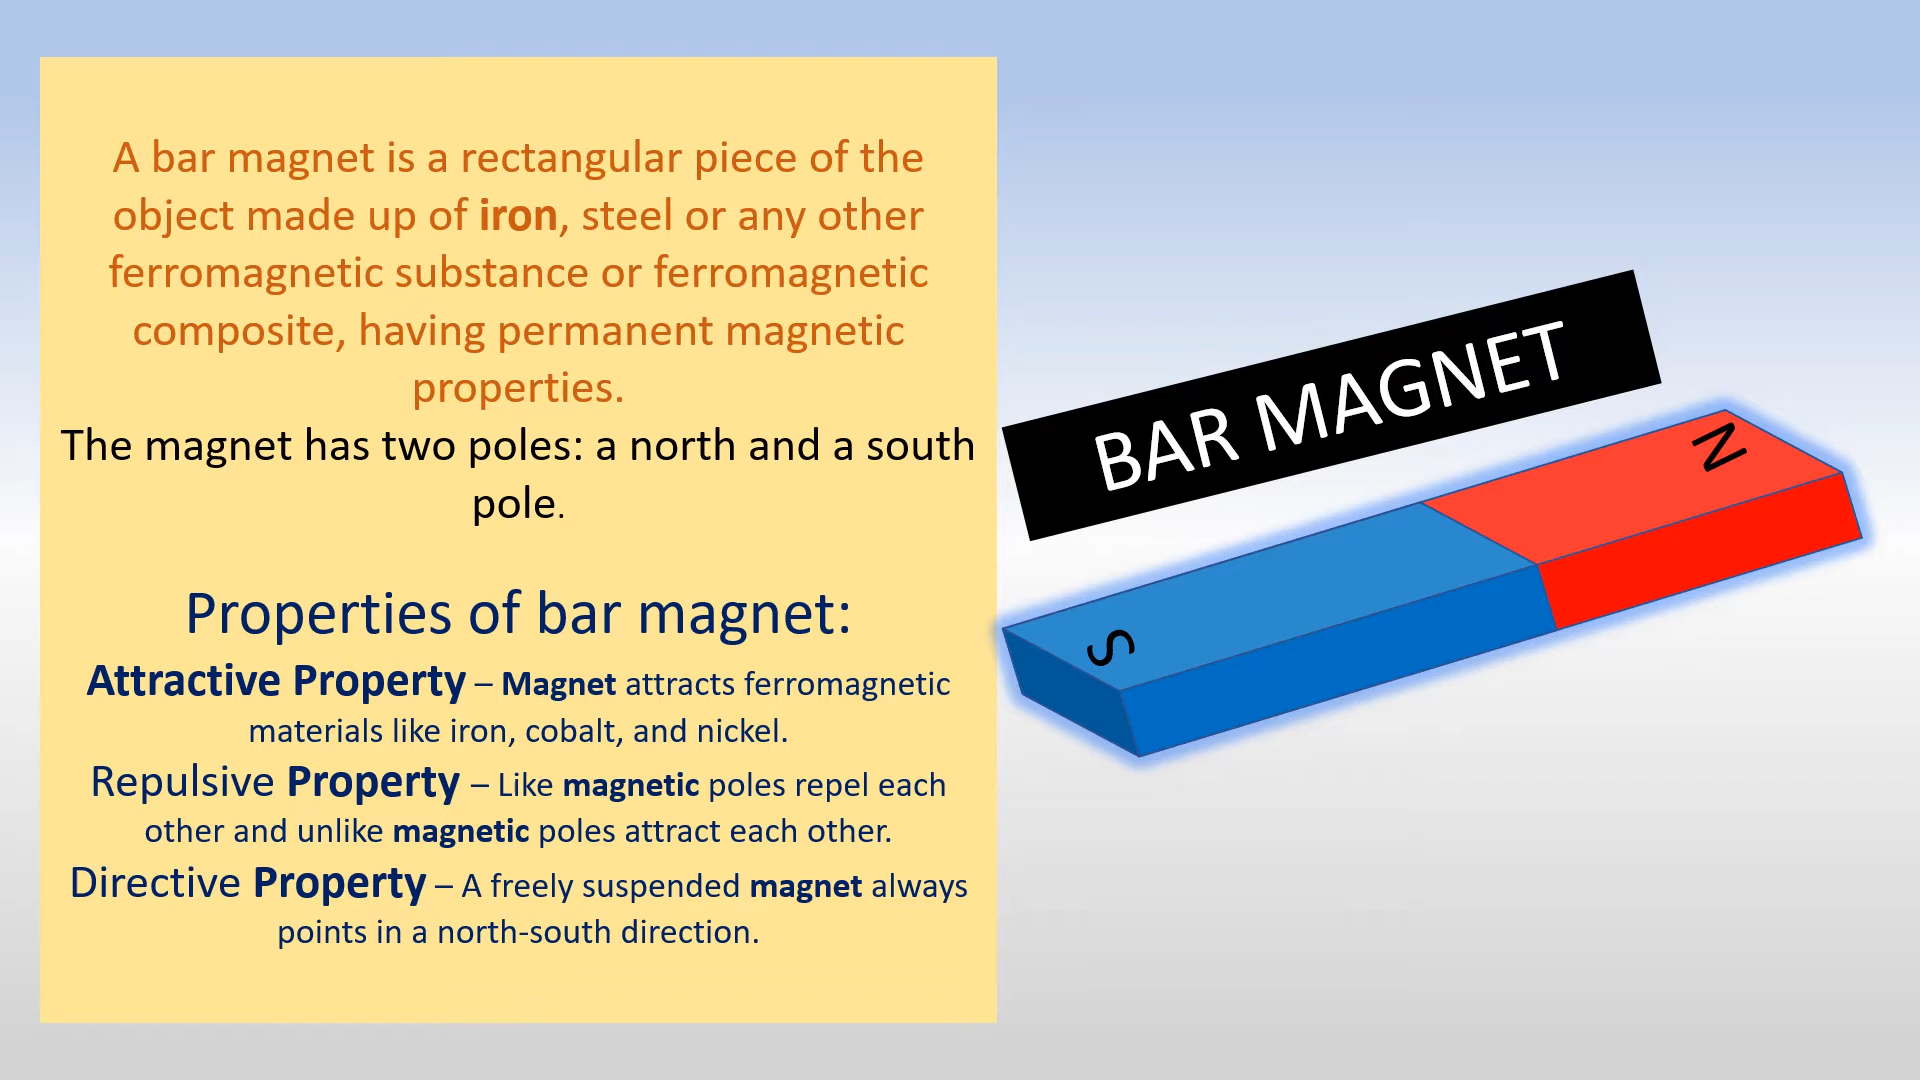 A bar magnet is a rectangular piece of the
object made up of iron, steel or any other
ferromagnetic substance or ferromagnetic
composite, having permanent magnetic
properties.
The magnet has two poles: a north and a south
pole.
Properties of bar magnet:
Attractive Property – Magnet attracts ferromagnetic
materials like iron, cobalt, and nickel.
Repulsive Property – Like magnetic poles repel each
other and unlike magnetic poles attract each other.
Directive Property – A freely suspended magnet always
points in a north-south direction.
BAR MAGNET
N
S